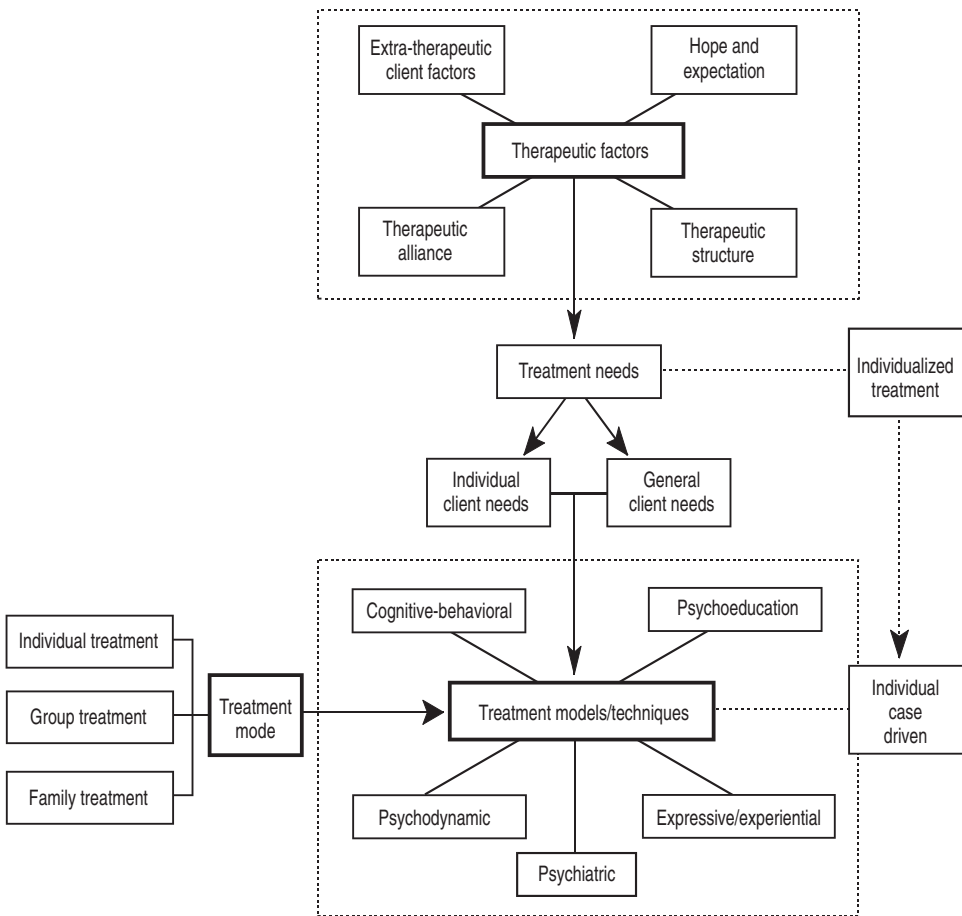 Extra-therapeutic
client factors
Hope and
expectation
Therapeutic factors
Therapeutic
alliance
Therapeutic
structure
Treatment needs
Individualized
treatment
Individual
client needs
General
client needs
Cognitive-behavioral
Psychoeducation
Individual treatment
Group treatment
Family treatment
Treatment
mode
Treatment models/techniques
Individual
case
driven
Psychodynamic
Expressive/experiential
Psychiatric